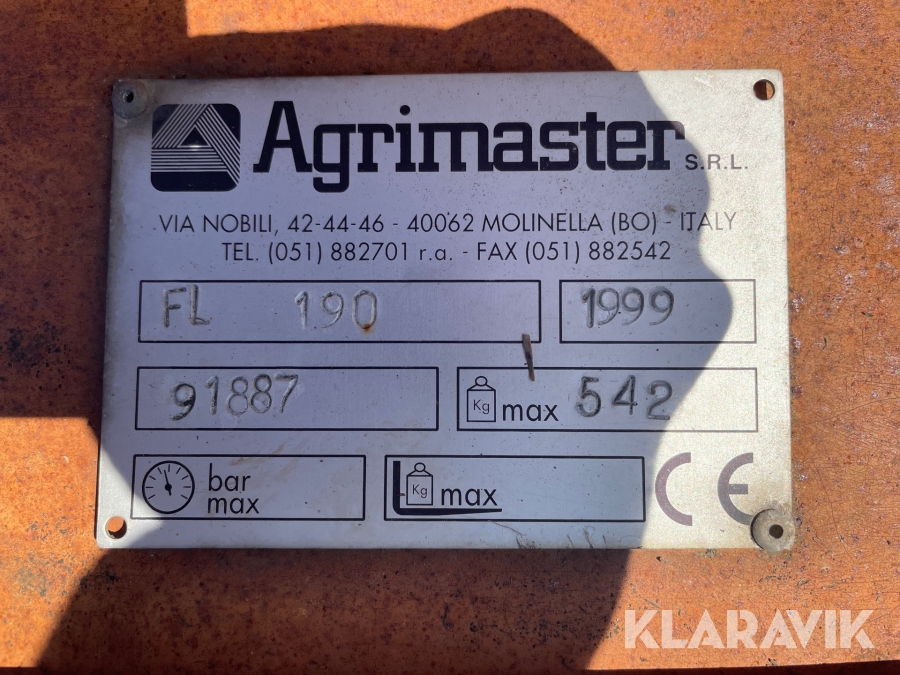 Agrimaster S.R.L.
VIA NOBILI, 42-44-46 - 40062 MOLINELLA (BO) - ITALY
TEL. (051) 882701 r.a. - FAX (051) 882542
FL 190 1999
91887 Kg max 542
bar max Kg max CE
KLARAVIK